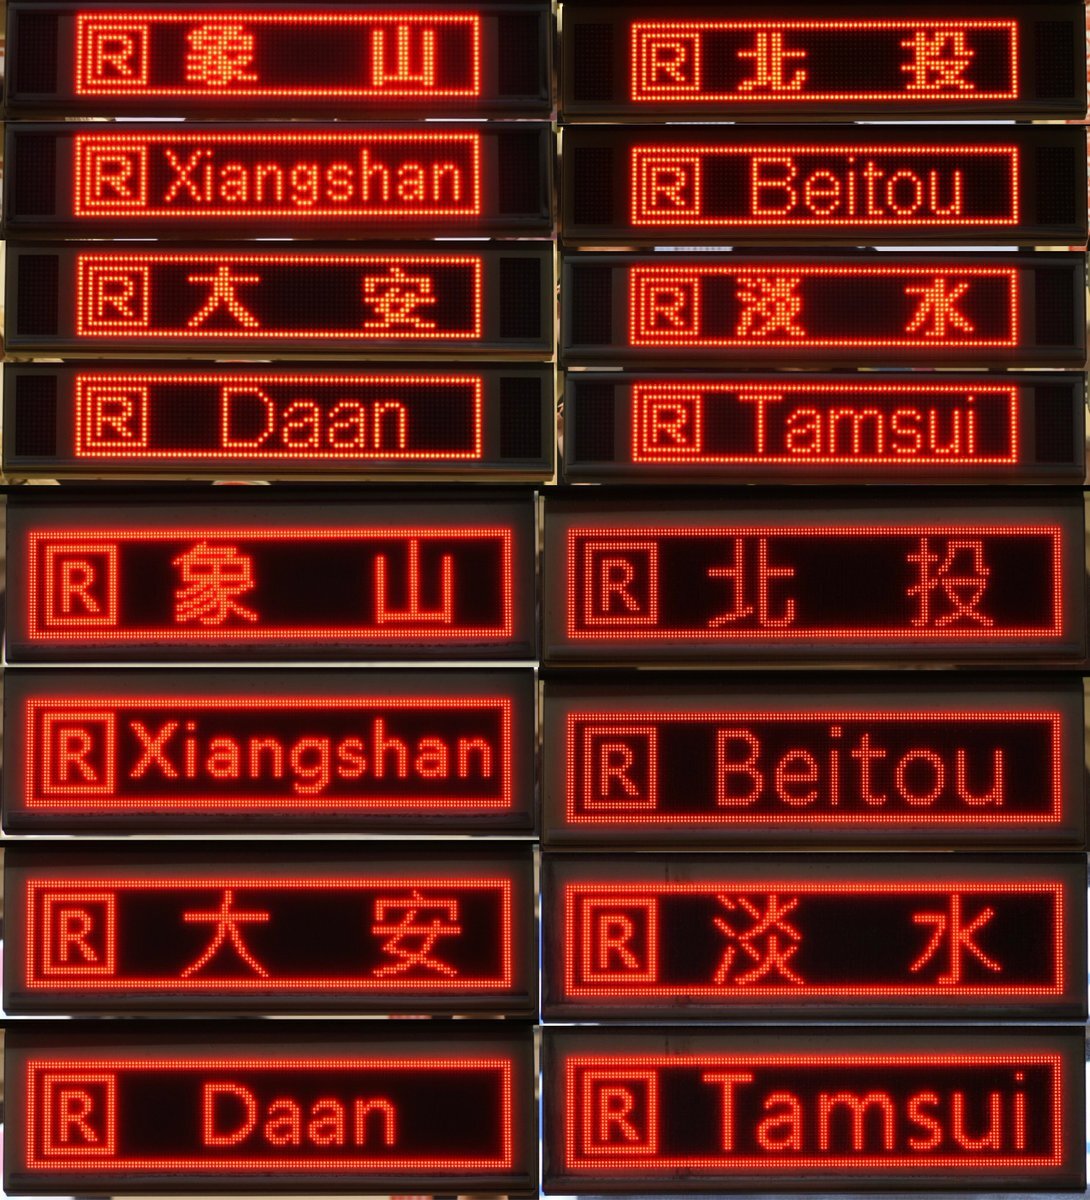 R 象 山
R Xiangshan
R 大 安
R Daan
R 北 投
R Beitou
R 淡 水
R Tamsui
R 象 山
R Xiangshan
R 大 安
R Daan
R 北 投
R Beitou
R 淡 水
R Tamsui